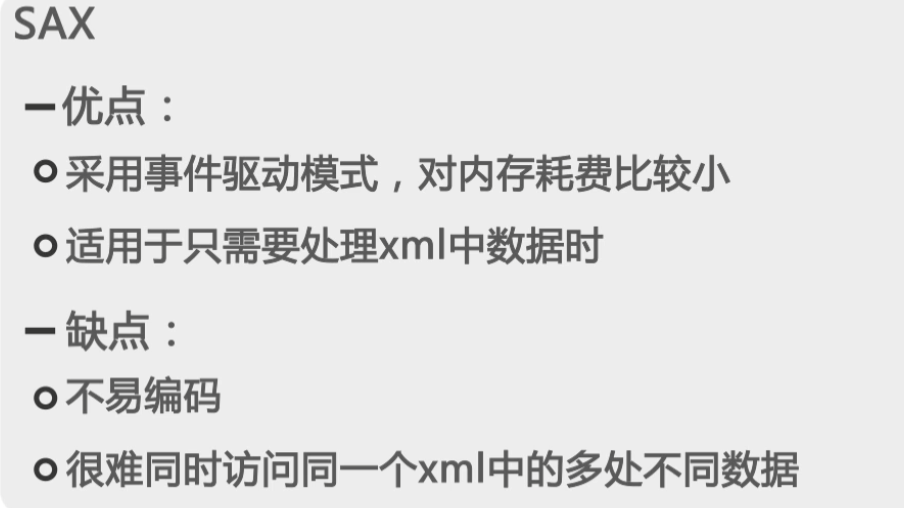 SAX
－优点：
采用事件驱动模式，对内存耗费比较小
适用于只需要处理xml中数据时
－缺点：
不易编码
很难同时访问同一个xml中的多处不同数据